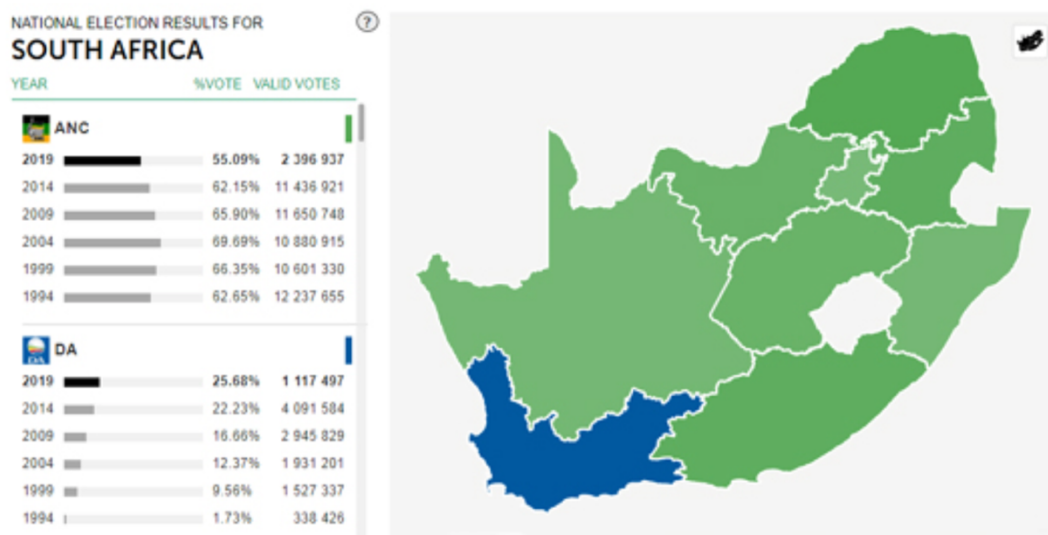 NATIONAL ELECTION RESULTS FOR ?
SOUTH AFRICA
YEAR %VOTE VALID VOTES
ANC
2019 55.09% 2 396 937
2014 62.15% 11 436 921
2009 65.90% 11 650 748
2004 69.69% 10 880 915
1999 66.35% 10 601 330
1994 62.65% 12 237 655
DA DA
2019 25.68% 1 117 497
2014 22.23% 4 091 584
2009 16.66% 2 945 829
2004 12.37% 1 931 201
1999 9.56% 1 527 337
1994 1.73% 338 426